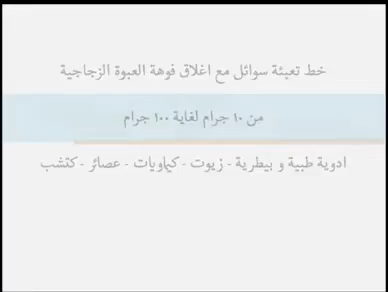 خط تعبئة سوائل مع اغلاق فوهة العبوة الزجاجية
من ١٠ جرام لغاية ١٠٠ جرام
ادوية طبية و بيطرية - زيوت - كيماويات - عصائر - كتشب